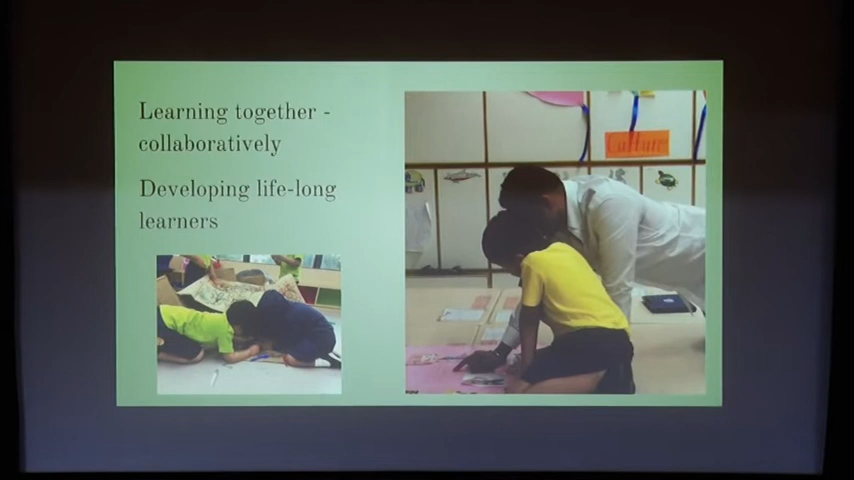 Learning together -
collaboratively
Developing life-long
learners
Culture